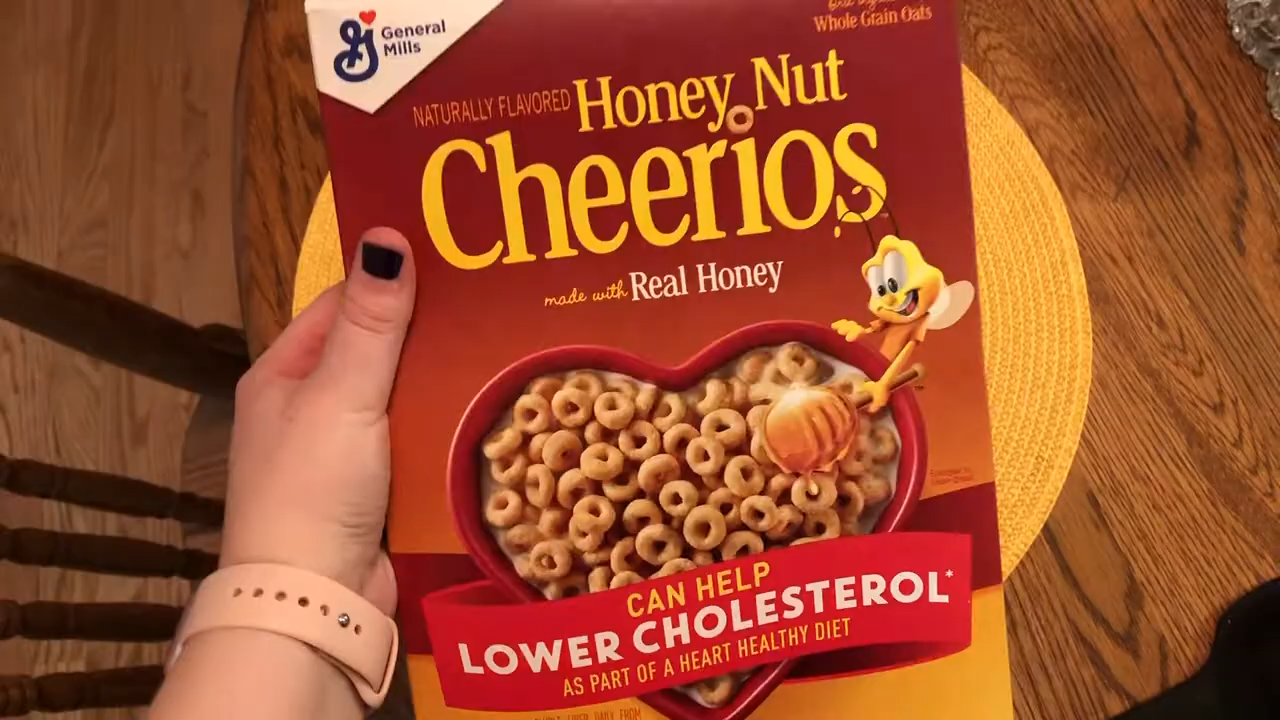 General
Mills
Whole Grain Oats
NATURALLY FLAVORED Honey Nut
Cheerios
made with Real Honey
CAN HELP
LOWER CHOLESTEROL*
AS PART OF A HEART HEALTHY DIET